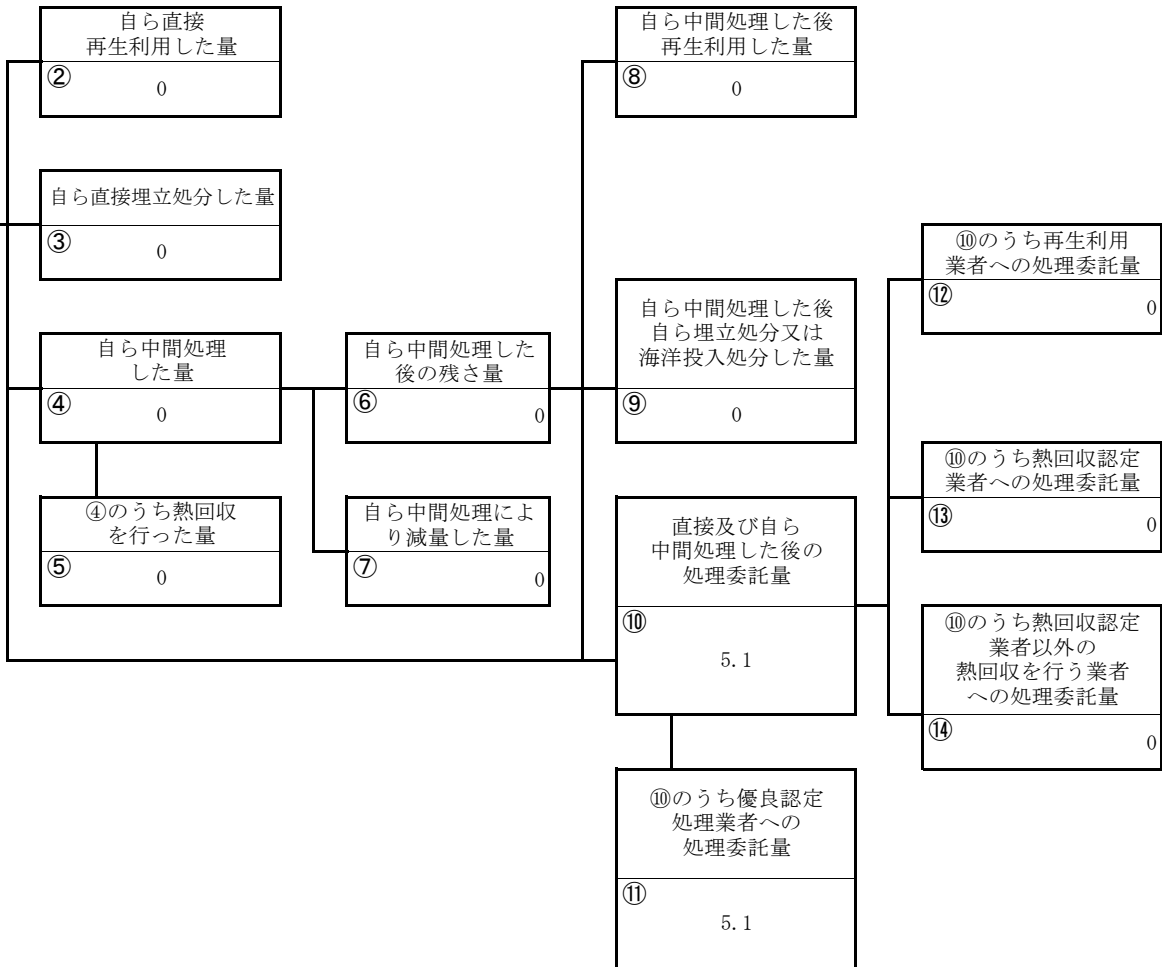 自ら直接
再生利用した量
②
0
自ら直接埋立処分した量
③
0
自ら中間処理
した量
④
0
④のうち熱回収
を行った量
⑤
0
自ら中間処理した
後の残さ量
⑥
0
自ら中間処理によ
り減量した量
⑦
0
自ら中間処理した後
再生利用した量
⑧
0
自ら中間処理した後
自ら埋立処分又は
海洋投入処分した量
⑨
0
直接及び自ら
中間処理した後の
処理委託量
⑩
5.1
⑩のうち優良認定
処理業者への
処理委託量
⑪
5.1
⑩のうち再生利用
業者への処理委託量
⑫
0
⑩のうち熱回収認定
業者への処理委託量
⑬
0
⑩のうち熱回収認定
業者以外の
熱回収を行う業者
への処理委託量
⑭
0